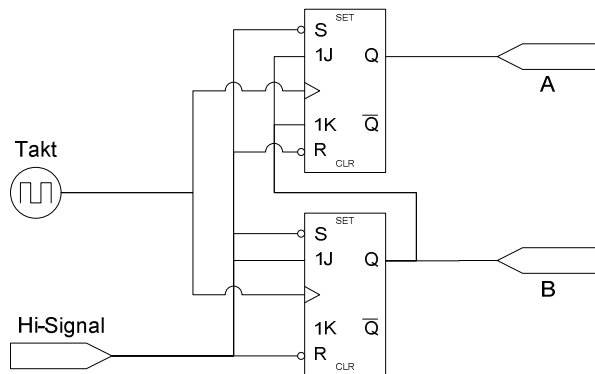 SET
S
1J Q
A
1K Q
R
CLR
Takt
SET
S
1J Q
B
Hi-Signal
1K Q
R
CLR